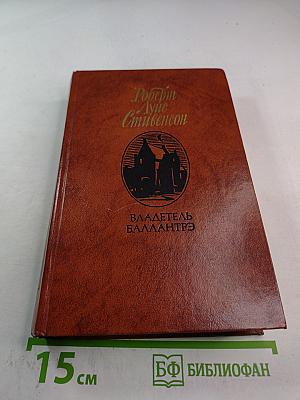 Роберт
Луис
Стивенсон
ВЛАДЕТЕЛЬ
БАЛЛАНТРЭ
15 см
БФ БИБЛИОФАН